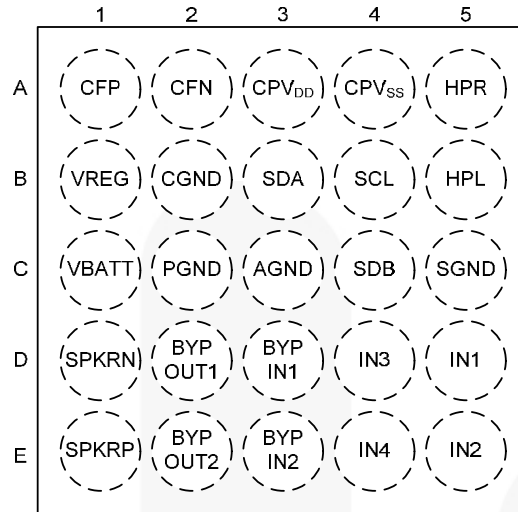 1 2 3 4 5
A CFP CFN CPVDD CPVSS HPR
B VREG CGND SDA SCL HPL
C VBATT PGND AGND SDB SGND
D SPKRN BYP OUT1 BYP IN1 IN3 IN1
E SPKRP BYP OUT2 BYP IN2 IN4 IN2